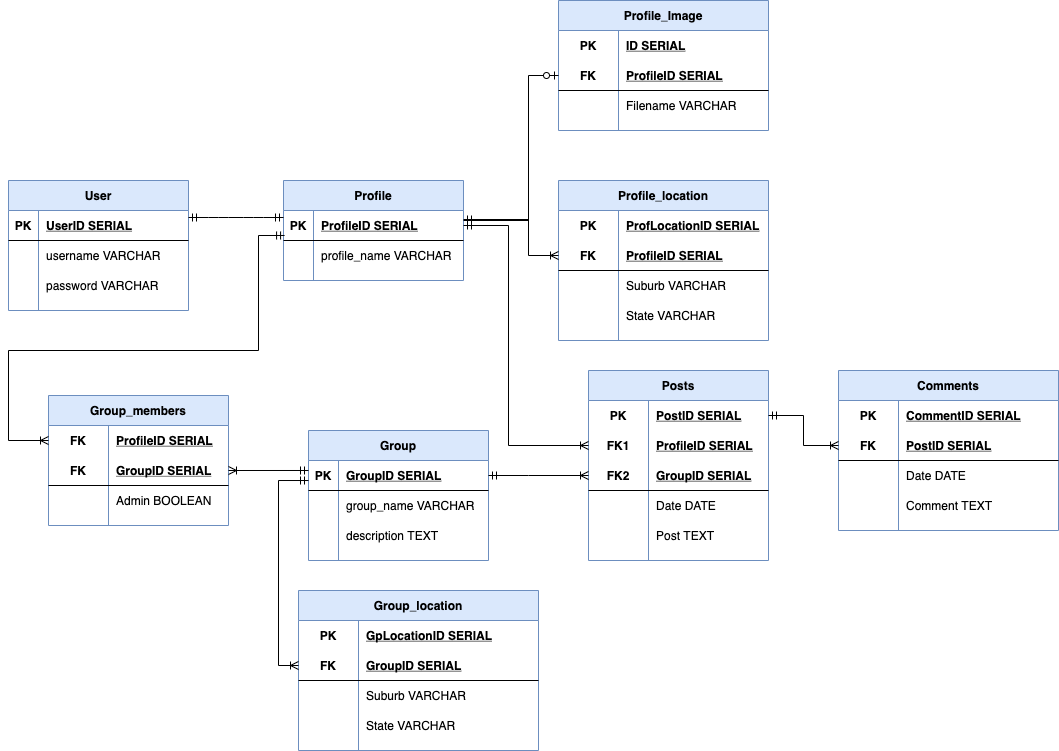 Profile_Image
PK ID SERIAL
FK ProfileID SERIAL
Filename VARCHAR
User
PK UserID SERIAL
username VARCHAR
password VARCHAR
Profile
PK ProfileID SERIAL
profile_name VARCHAR
Profile_location
PK ProfLocationID SERIAL
FK ProfileID SERIAL
Suburb VARCHAR
State VARCHAR
Group_members
FK ProfileID SERIAL
FK GroupID SERIAL
Admin BOOLEAN
Group
PK GroupID SERIAL
group_name VARCHAR
description TEXT
Posts
PK PostID SERIAL
FK1 ProfileID SERIAL
FK2 GroupID SERIAL
Date DATE
Post TEXT
Comments
PK CommentID SERIAL
FK PostID SERIAL
Date DATE
Comment TEXT
Group_location
PK GpLocationID SERIAL
FK GroupID SERIAL
Suburb VARCHAR
State VARCHAR